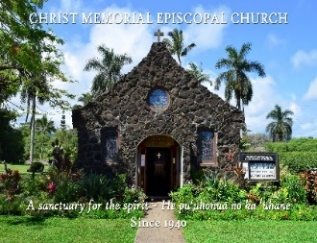 CHRIST MEMORIAL EPISCOPAL CHURCH
A sanctuary for the spirit ~ He pu'uhonua no ka 'uhane
Since 1940